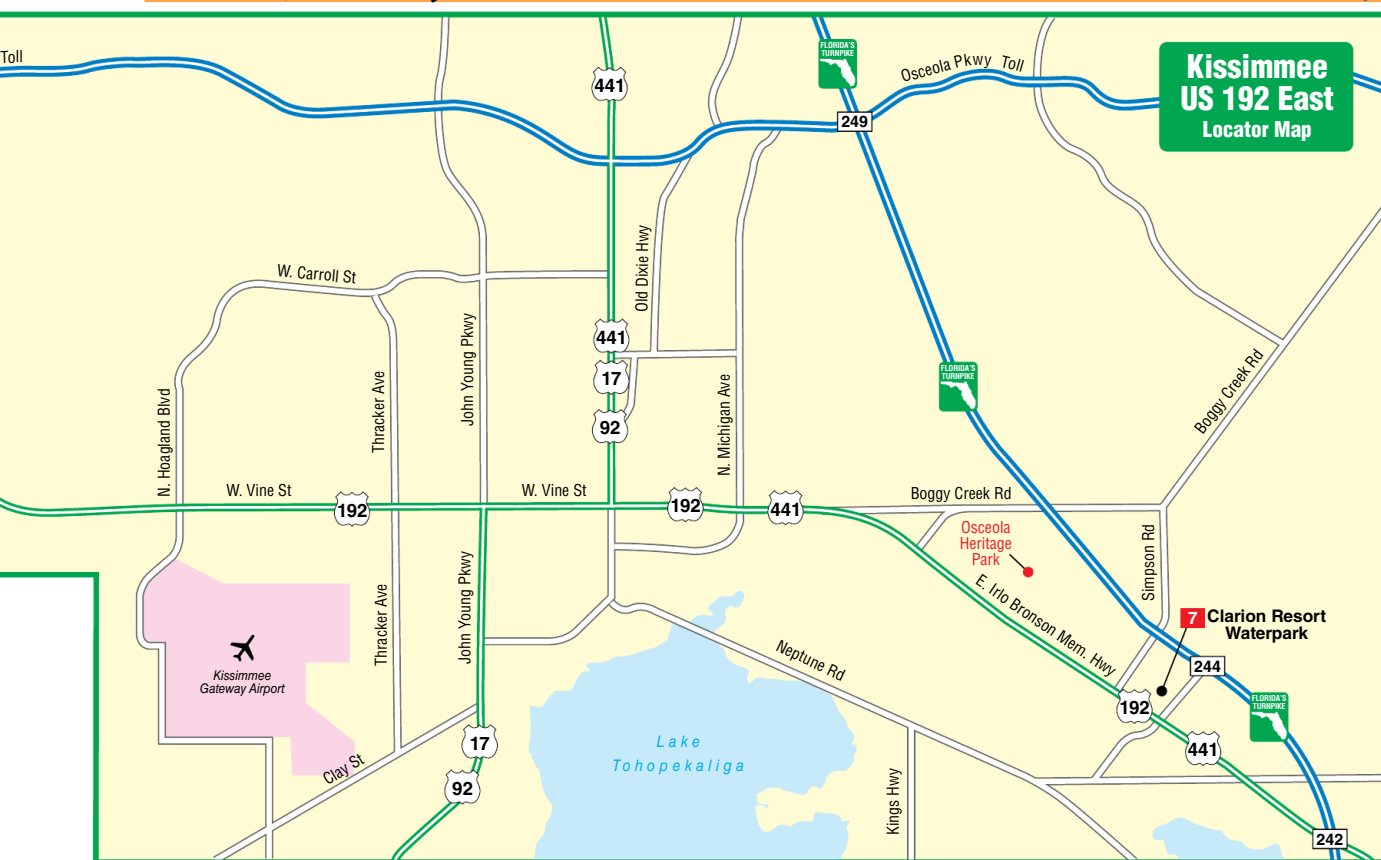 Toll
441
FLORIDA'S
TURNPIKE
Osceola Pkwy Toll
249
Kissimmee
US 192 East
Locator Map
W. Carroll St
Old Dixie Hwy
441
17
92
John Young Pkwy
Thracker Ave
N. Hoagland Blvd
N. Michigan Ave
FLORIDA'S
TURNPIKE
Boggy Creek Rd
W. Vine St
192
W. Vine St
192
441
Boggy Creek Rd
Osceola
Heritage
Park
Simpson Rd
E. Irlo Bronson Mem. Hwy
7 Clarion Resort
Waterpark
Thracker Ave
John Young Pkwy
Kissimmee
Gateway Airport
Neptune Rd
244
192
FLORIDA'S
TURNPIKE
441
Lake
Tohopekaliga
17
92
Clay St
Kings Hwy
242